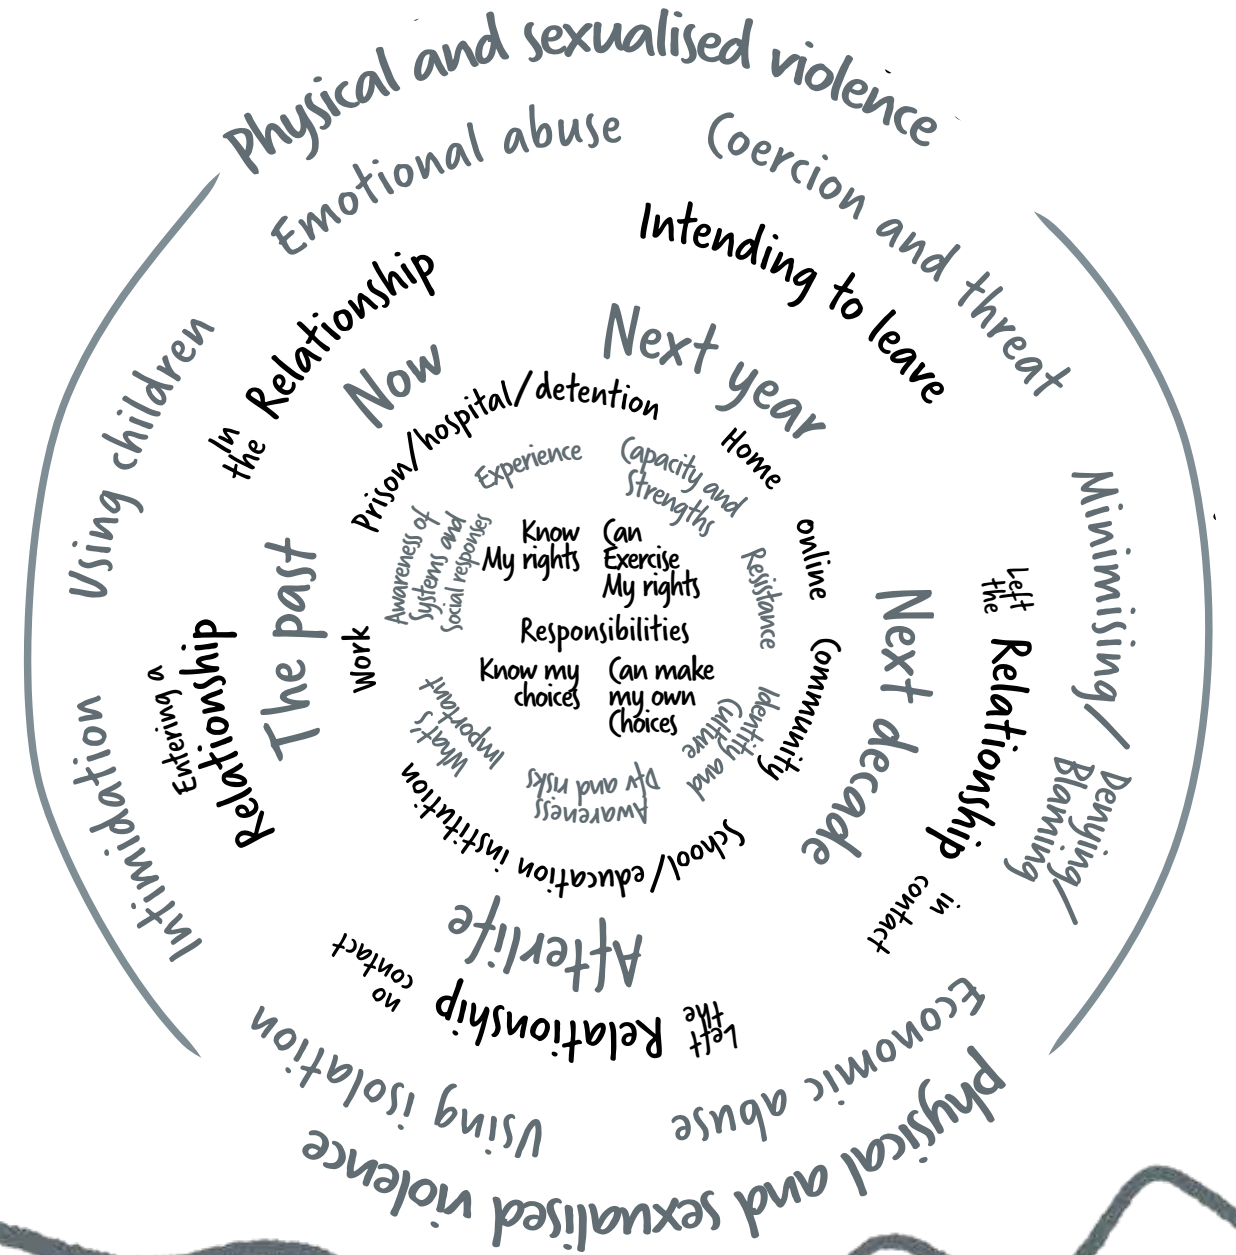 Physical and sexualised violence
Emotional abuse
Coercion and threat
Minimising/
Denying/
Blaming
Economic abuse
Using isolation
Intimidation
Using children
physical and sexualised violence
In
the Relationship
Intending to leave
Left
the Relationship
in
contact
Left
the Relationship
no
contact
Entering a
Relationship
Now
Next year
Next decade
Afterlife
The past
Prison/hospital/detention
Home
online
Community
School/education institution
Work
Experience
Capacity and
Strengths
Resistance
Identity and
Culture
Awareness
Dfv and risks
What's
Important
Awareness of
Systems and
Social responses
Know
My rights
Can
Exercise
My rights
Responsibilities
Know my
choices
Can make
my own
Choices